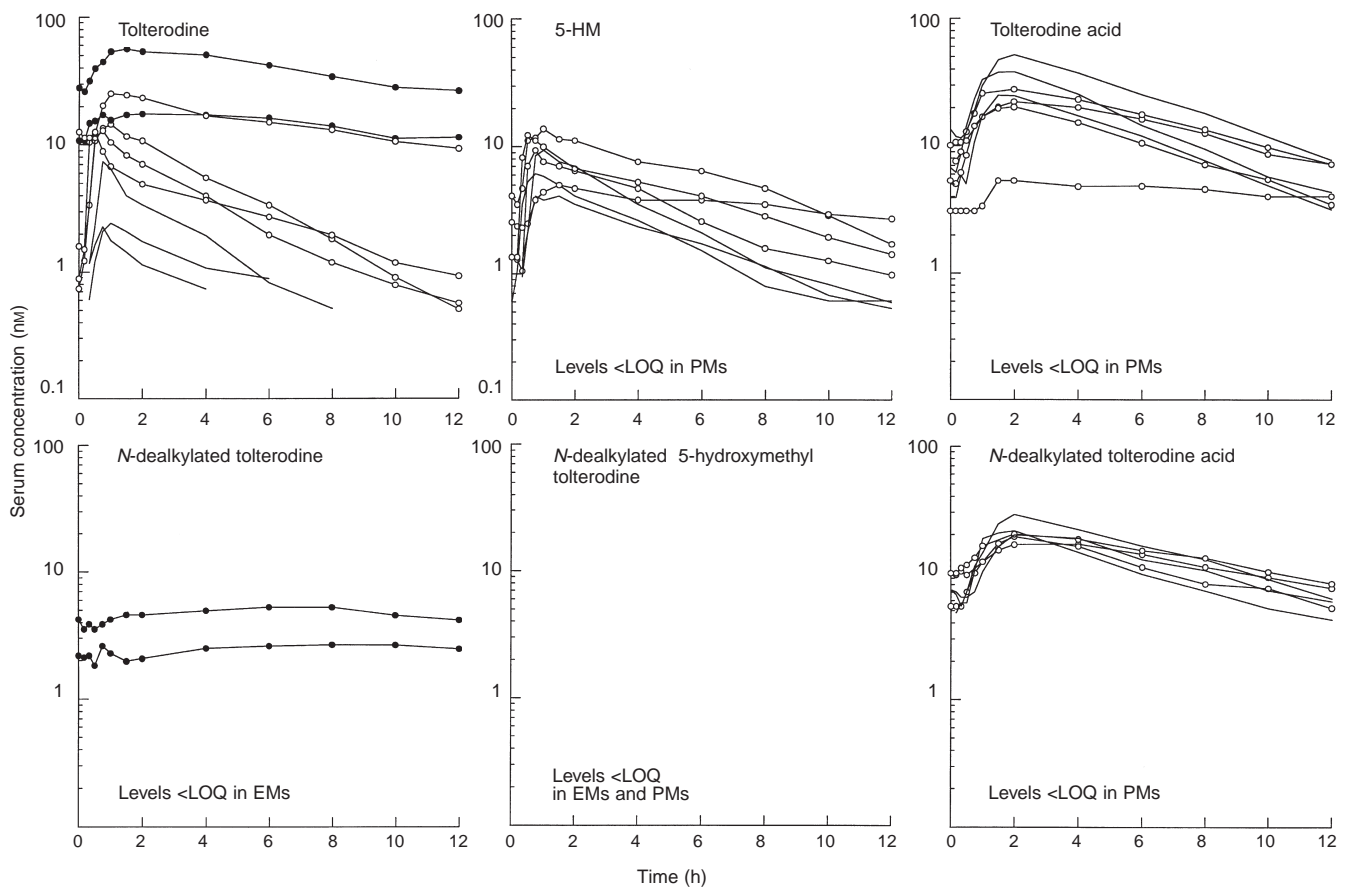 Serum concentration (nM)
Tolterodine
100
10
1
0.1
0 2 4 6 8 10 12
5-HM
100
10
1
0.1
Levels <LOQ in PMs
0 2 4 6 8 10 12
Tolterodine acid
100
10
1
Levels <LOQ in PMs
0 2 4 6 8 10 12
N-dealkylated tolterodine
100
10
1
Levels <LOQ in EMs
0 2 4 6 8 10 12
N-dealkylated 5-hydroxymethyl
tolterodine
100
10
1
Levels <LOQ
in EMs and PMs
0 2 4 6 8 10 12
N-dealkylated tolterodine acid
100
10
1
Levels <LOQ in PMs
0 2 4 6 8 10 12
Time (h)